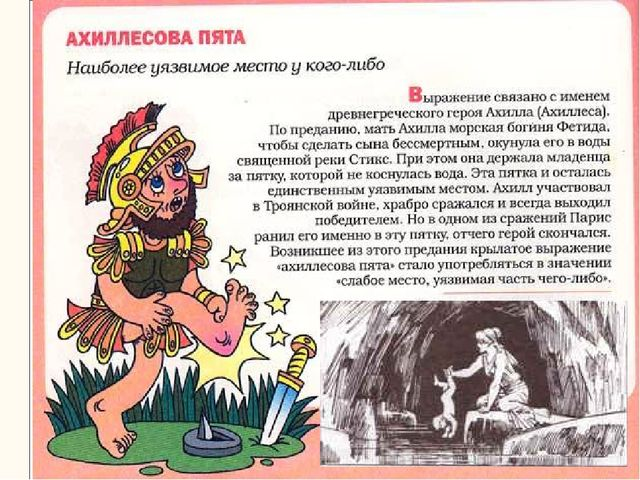 АХИЛЛЕСОВА ПЯТА
Наиболее уязвимое место у кого-либо
Выражение связано с именем
древнегреческого героя Ахилла (Ахиллеса).
По преданию, мать Ахилла морская богиня Фетида,
чтобы сделать сына бессмертным, окунула его в воды
священной реки Стикс. При этом она держала младенца
за пятку, которой не коснулась вода. Эта пятка и осталась
единственным уязвимым местом. Ахилл участвовал
в Троянской войне, храбро сражался и всегда выходил
победителем. Но в одном из сражений Парис
ранил его именно в эту пятку, отчего герой скончался.
Возникшее из этого предания крылатое выражение
«ахиллесова пята» стало употребляться в значении
«слабое место, уязвимая часть чего-либо».